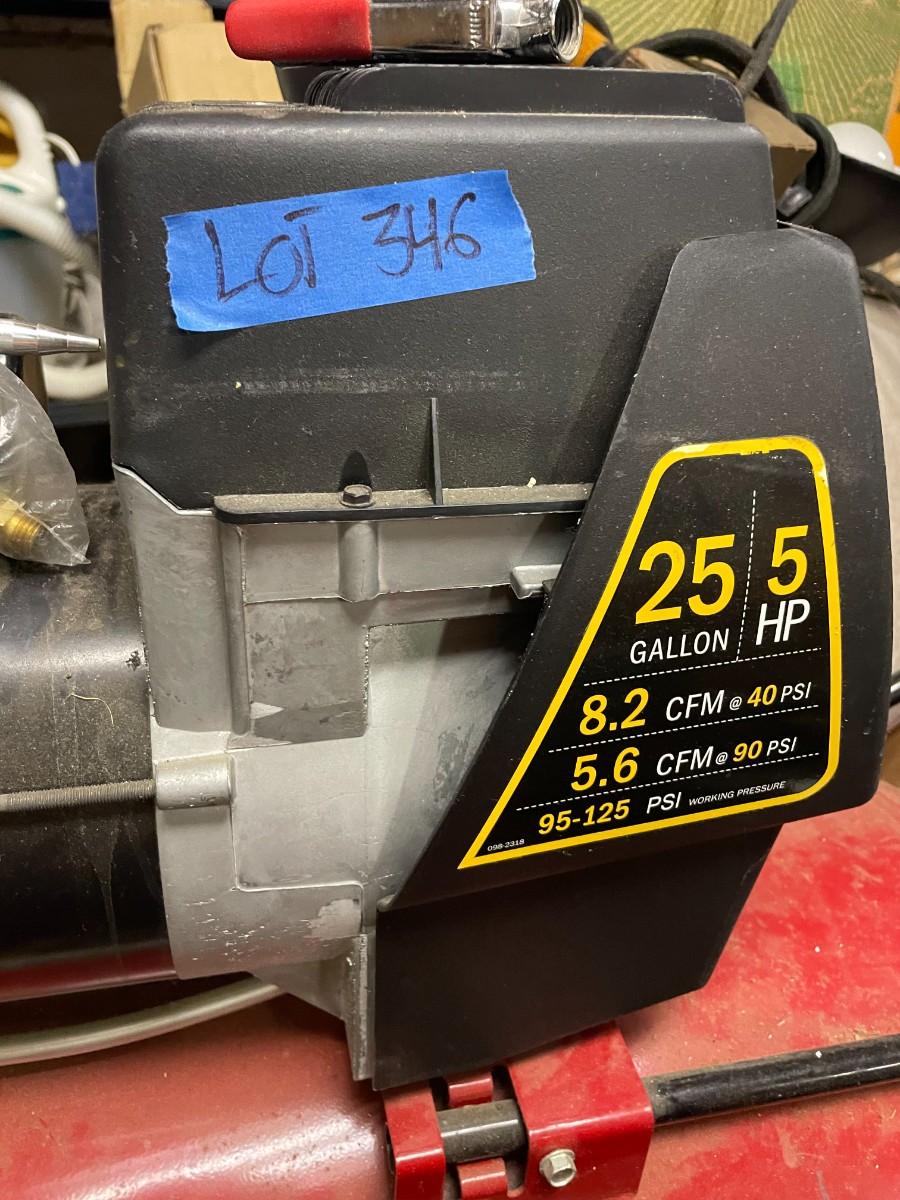 LOT 346
25 GALLON
5 HP
8.2 CFM @ 40 PSI
5.6 CFM @ 90 PSI
95-125 PSI WORKING PRESSURE
098-2318